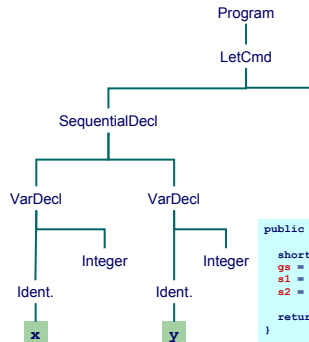 Program
LetCmd
SequentialDecl
VarDecl VarDecl
Integer Integer
Ident. Ident.
x y
public
short
gs =
s1 =
s2 =
retur
}